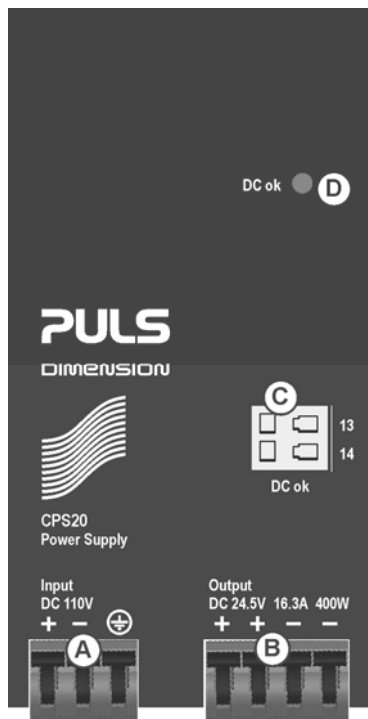 DC ok D
PULS
DIMENSION
C
13
14
DC ok
CPS20
Power Supply
Input
DC 110V
+ −
A
Output
DC 24.5V 16.3A 400W
+ + − −
B